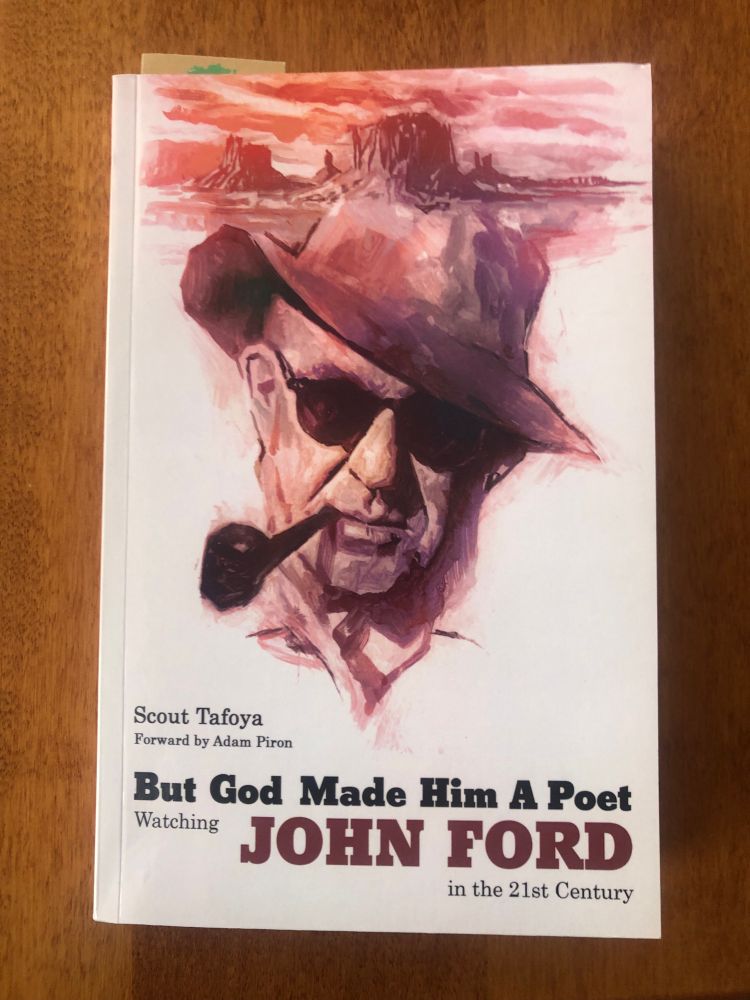 Scout Tafoya
Forward by Adam Piron
But God Made Him A Poet
Watching JOHN FORD
in the 21st Century